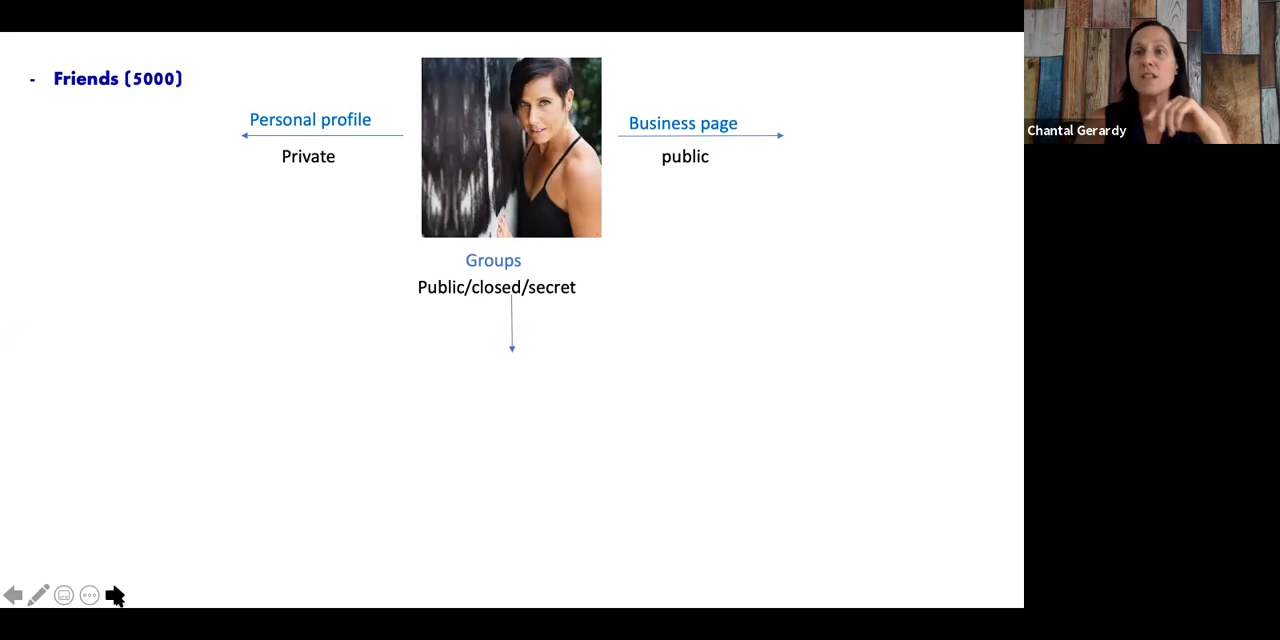 - Friends (5000)
Personal profile
Private
Business page
public
Groups
Public/closed/secret
Chantal Gerardy